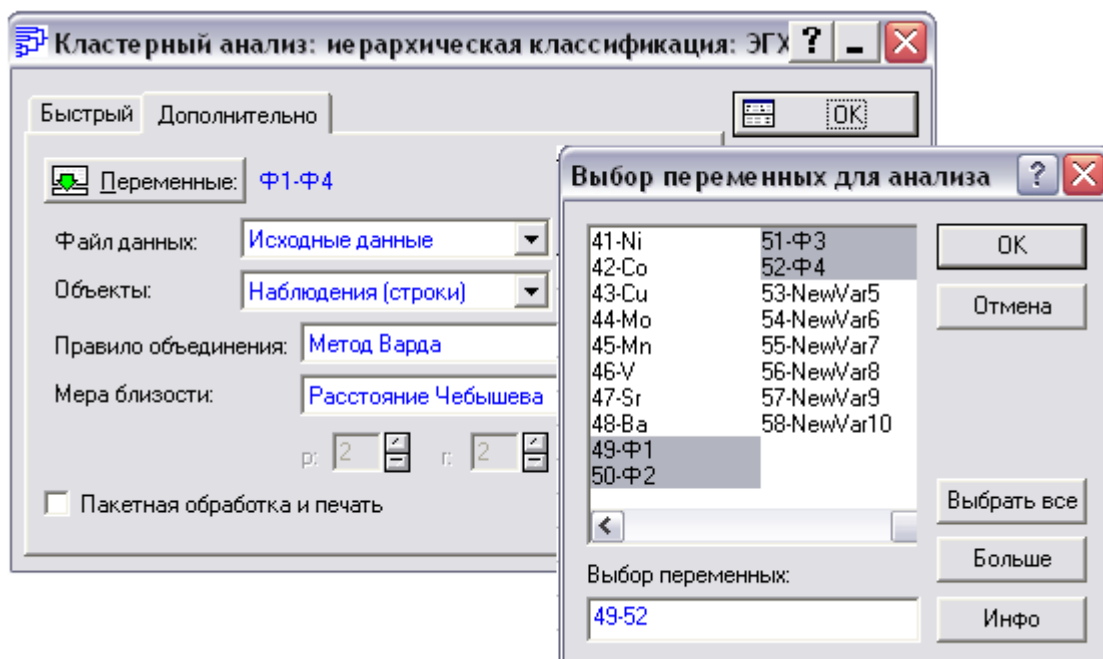 Кластерный анализ: иерархическая классификация: ЭГХ
Быстрый
Дополнительно
OK
Переменные:
Ф1-Ф4
Файл данных:
Исходные данные
Объекты:
Наблюдения (строки)
Правило объединения:
Метод Варда
Мера близости:
Расстояние Чебышева
p: 2
r: 2
Пакетная обработка и печать
Выбор переменных для анализа
41-Ni
42-Co
43-Cu
44-Mo
45-Mn
46-V
47-Sr
48-Ba
49-Ф1
50-Ф2
51-Ф3
52-Ф4
53-NewVar5
54-NewVar6
55-NewVar7
56-NewVar8
57-NewVar9
58-NewVar10
OK
Отмена
Выбрать все
Больше
Инфо
Выбор переменных:
49-52